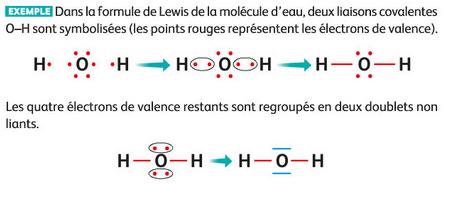 EXEMPLE Dans la formule de Lewis de la molécule d'eau, deux liaisons covalentes
O–H sont symbolisées (les points rouges représentent les électrons de valence).
H· ·O· ·H → H O H → H—O—H
Les quatre électrons de valence restants sont regroupés en deux doublets non
liants.
H—O—H → H—O—H